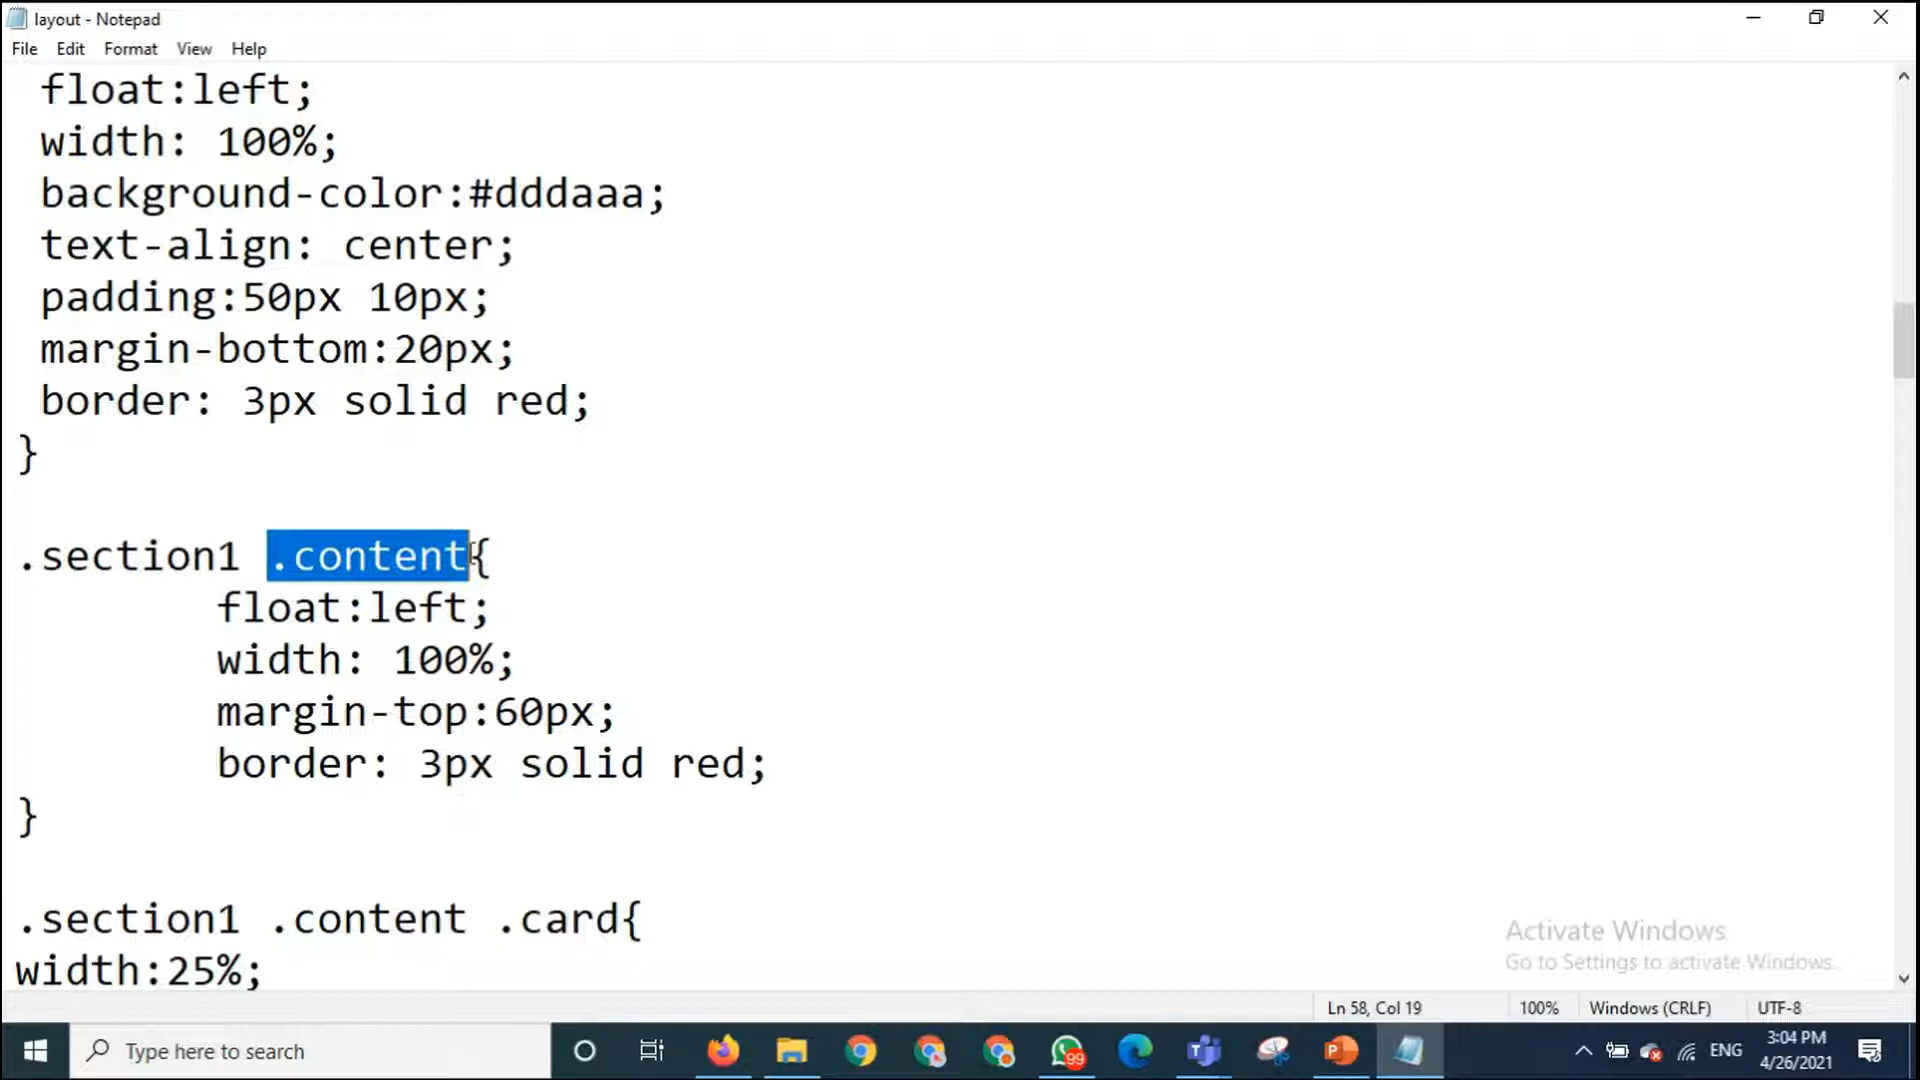 layout - Notepad
File Edit Format View Help
float:left;
width: 100%;
background-color:#dddaaa;
text-align: center;
padding:50px 10px;
margin-bottom:20px;
border: 3px solid red;
}
.section1 .content{
float:left;
width: 100%;
margin-top:60px;
border: 3px solid red;
}
.section1 .content .card{
width:25%;
Activate Windows
Go to Settings to activate Windows.
Ln 58, Col 19 100% Windows (CRLF) UTF-8
Type here to search
99
ENG
3:04 PM
4/26/2021